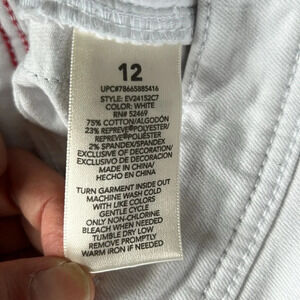 12
UPC#78665885416
STYLE: EV24152C7
COLOR: WHITE
RN# 52469
75% COTTON/ALGODÓN
23% REPREVE®POLYESTER/
REPREVE®POLIÉSTER
2% SPANDEX/SPANDEX
EXCLUSIVE OF DECORATION/
EXCLUSIVO DE DECORACIÓN
MADE IN CHINA/
HECHO EN CHINA
TURN GARMENT INSIDE OUT
MACHINE WASH COLD
WITH LIKE COLORS
GENTLE CYCLE
ONLY NON-CHLORINE
BLEACH WHEN NEEDED
TUMBLE DRY LOW
REMOVE PROMPTLY
WARM IRON IF NEEDED